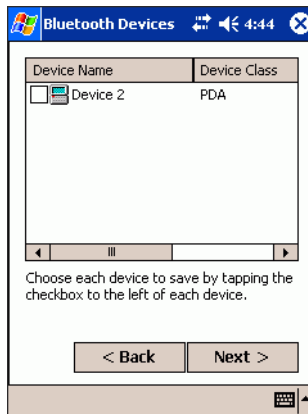 Bluetooth Devices 4:44
Device Name Device Class
Device 2 PDA
Choose each device to save by tapping the
checkbox to the left of each device.
< Back Next >